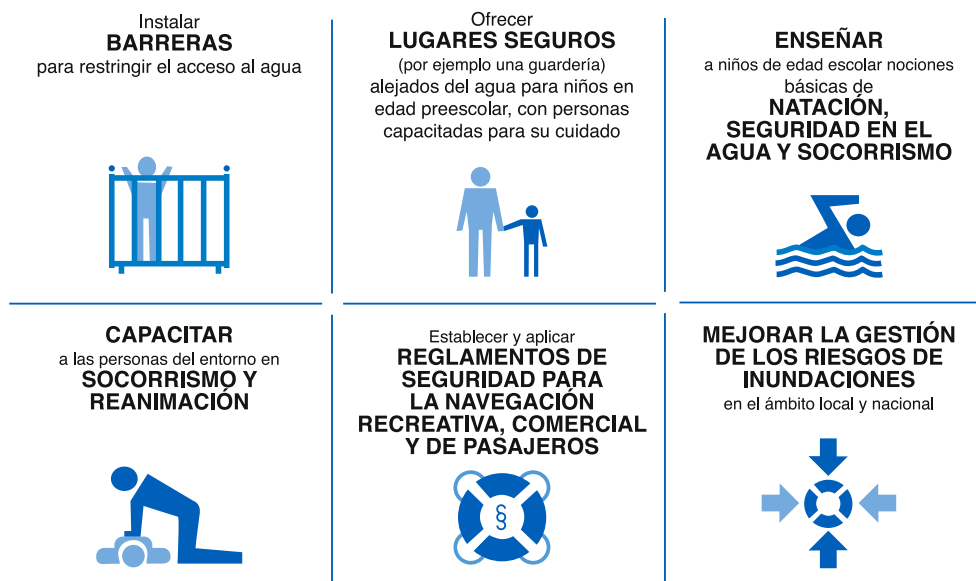 Instalar
BARRERAS
para restringir el acceso al agua
Ofrecer
LUGARES SEGUROS
(por ejemplo una guardería)
alejados del agua para niños en
edad preescolar, con personas
capacitadas para su cuidado
ENSEÑAR
a niños de edad escolar nociones
básicas de
NATACIÓN,
SEGURIDAD EN EL
AGUA Y SOCORRISMO
CAPACITAR
a las personas del entorno en
SOCORRISMO Y
REANIMACIÓN
Establecer y aplicar
REGLAMENTOS DE
SEGURIDAD PARA
LA NAVEGACIÓN
RECREATIVA, COMERCIAL
Y DE PASAJEROS
§
MEJORAR LA GESTIÓN
DE LOS RIESGOS DE
INUNDACIONES
en el ámbito local y nacional